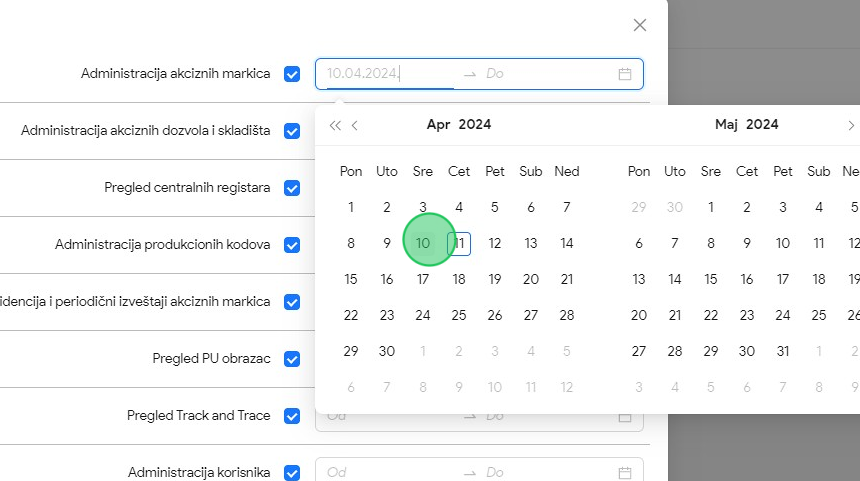 Administracija akciznih markica
10.04.2024.
Do
Administracija akciznih dozvola i skladišta
Apr 2024
Maj 2024
Pon Uto Sre Čet Pet Sub Ned
Pon Uto Sre Čet Pet Sub Ne
1 2 3 4 5 6 7
29 30 1 2 3 4 5
8 9 10 11 12 13 14
6 7 8 9 10 11 12
15 16 17 18 19 20 21
13 14 15 16 17 18 19
22 23 24 25 26 27 28
20 21 22 23 24 25 26
29 30 1 2 3 4 5
27 28 29 30 31 1 2
6 7 8 9 10 11 12
3 4 5 6 7 8 9
Pregled centralnih registara
Administracija produkcionih kodova
idencija i periodični izveštaji akciznih markica
Pregled PU obrazac
Pregled Track and Trace
Od
Do
Administracija korisnika
Od
Do